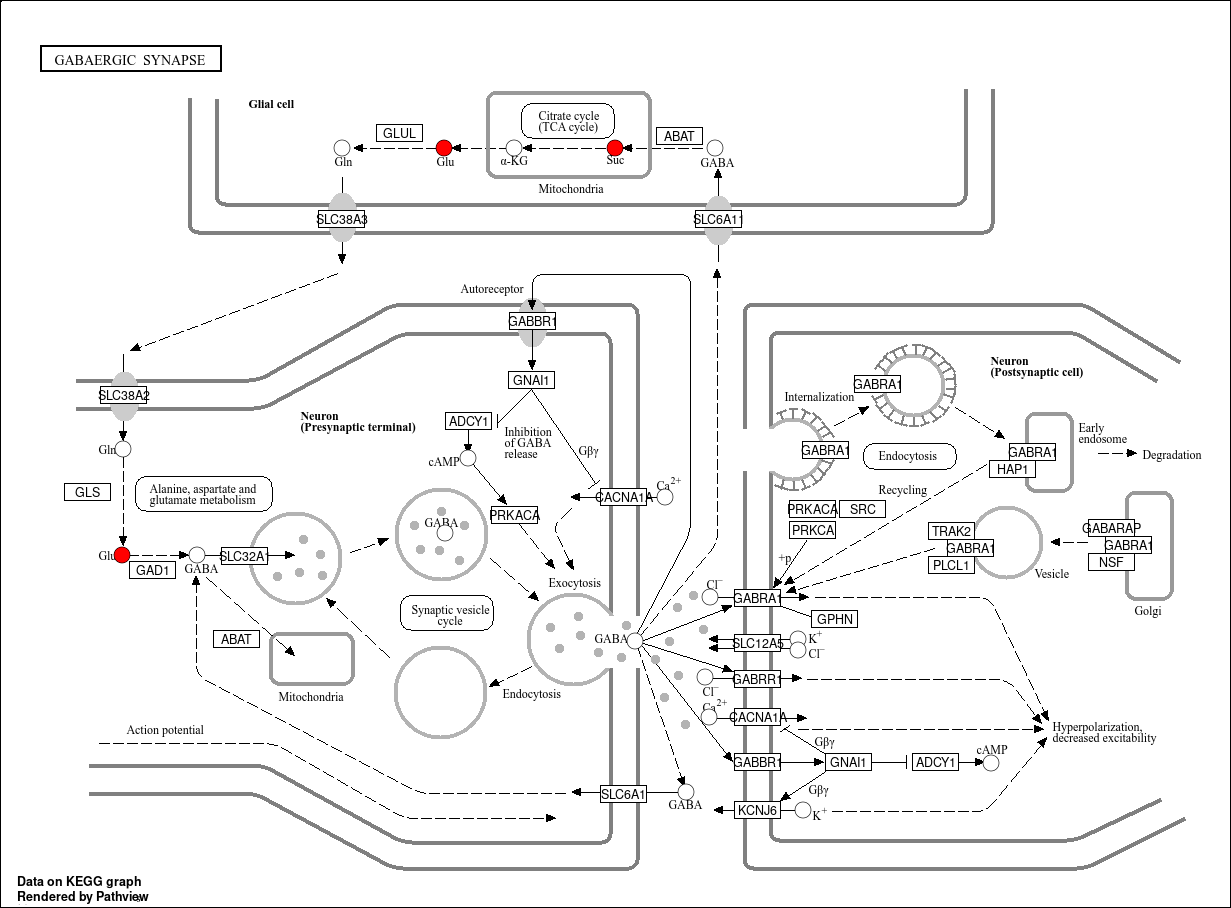 GABAERGIC SYNAPSE
Glial cell
Citrate cycle
(TCA cycle)
GLUL
ABAT
Gln
Glu
α-KG
Suc
GABA
Mitochondria
SLC38A3
SLC6A11
Autoreceptor
GABBR1
SLC38A2
GNAI1
Neuron
(Presynaptic terminal)
ADCY1
Inhibition
of GABA
release
Gβγ
cAMP
Gln
GLS
Alanine, aspartate and
glutamate metabolism
CACNA1A
Ca2+
PRKACA
GABA
Glu
GAD1
GABA
SLC32A1
Exocytosis
Synaptic vesicle
cycle
ABAT
GABA
Mitochondria
Endocytosis
Action potential
SLC6A1
GABA
Neuron
(Postsynaptic cell)
GABRA1
Internalization
GABRA1
Endocytosis
Early
endosome
GABRA1
HAP1
Degradation
Recycling
PRKACA
SRC
PRKCA
+p
TRAK2
GABRA1
PLCL1
Vesicle
GABARAP
GABRA1
NSF
Golgi
Cl−
GABRA1
GPHN
SLC12A5
K+
Cl−
GABRR1
Cl−
Ca2+
CACNA1A
Gβγ
GABBR1
GNAI1
ADCY1
cAMP
Gβγ
KCNJ6
K+
Hyperpolarization,
decreased excitability
Data on KEGG graph
Rendered by Pathview